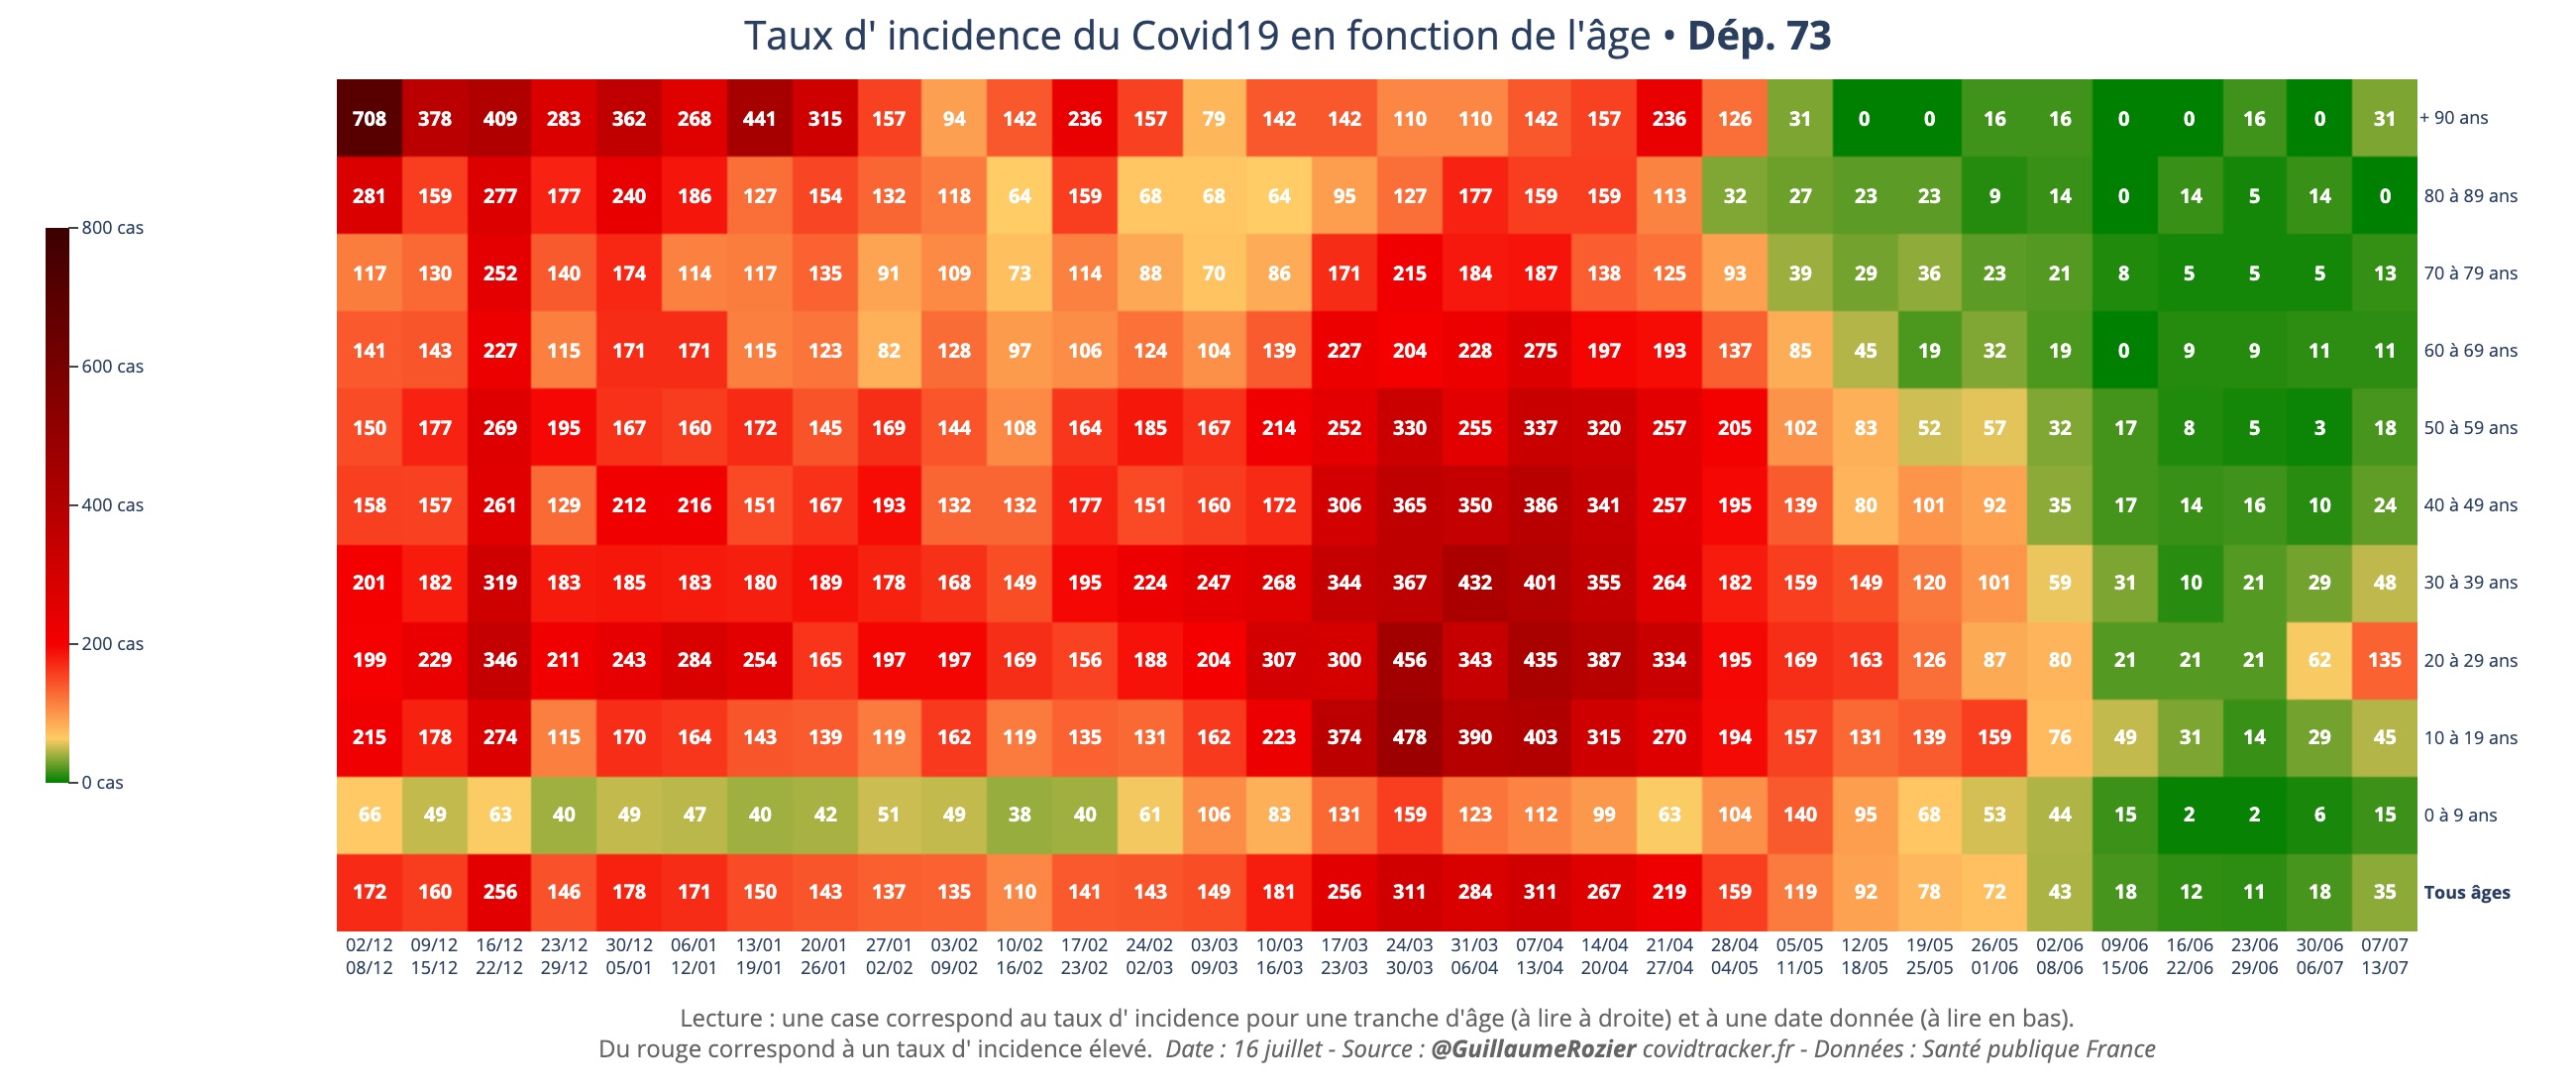 Taux d' incidence du Covid19 en fonction de l'âge • Dép. 73
800 cas
600 cas
400 cas
200 cas
0 cas
708 378 409 283 362 268 441 315 157 94 142 236 157 79 142 142 110 110 142 157 236 126 31 0 0 16 16 0 0 16 0 31 + 90 ans
281 159 277 177 240 186 127 154 132 118 64 159 68 68 64 95 127 177 159 159 113 32 27 23 23 9 14 0 14 5 14 0 80 à 89 ans
117 130 252 140 174 114 117 135 91 109 73 114 88 70 86 171 215 184 187 138 125 93 39 29 36 23 21 8 5 5 5 13 70 à 79 ans
141 143 227 115 171 171 115 123 82 128 97 106 124 104 139 227 204 228 275 197 193 137 85 45 19 32 19 0 9 9 11 11 60 à 69 ans
150 177 269 195 167 160 172 145 169 144 108 164 185 167 214 252 330 255 337 320 257 205 102 83 52 57 32 17 8 5 3 18 50 à 59 ans
158 157 261 129 212 216 151 167 193 132 132 177 151 160 172 306 365 350 386 341 257 195 139 80 101 92 35 17 14 16 10 24 40 à 49 ans
201 182 319 183 185 183 180 189 178 168 149 195 224 247 268 344 367 432 401 355 264 182 159 149 120 101 59 31 10 21 29 48 30 à 39 ans
199 229 346 211 243 284 254 165 197 197 169 156 188 204 307 300 456 343 435 387 334 195 169 163 126 87 80 21 21 21 62 135 20 à 29 ans
215 178 274 115 170 164 143 139 119 162 119 135 131 162 223 374 478 390 403 315 270 194 157 131 139 159 76 49 31 14 29 45 10 à 19 ans
66 49 63 40 49 47 40 42 51 49 38 40 61 106 83 131 159 123 112 99 63 104 140 95 68 53 44 15 2 2 6 15 0 à 9 ans
172 160 256 146 178 171 150 143 137 135 110 141 143 149 181 256 311 284 311 267 219 159 119 92 78 72 43 18 12 11 18 35 Tous âges
02/12 09/12 16/12 23/12 30/12 06/01 13/01 20/01 27/01 03/02 10/02 17/02 24/02 03/03 10/03 17/03 24/03 31/03 07/04 14/04 21/04 28/04 05/05 12/05 19/05 26/05 02/06 09/06 16/06 23/06 30/06 07/07
08/12 15/12 22/12 29/12 05/01 12/01 19/01 26/01 02/02 09/02 16/02 23/02 02/03 09/03 16/03 23/03 30/03 06/04 13/04 20/04 27/04 04/05 11/05 18/05 25/05 01/06 08/06 15/06 22/06 29/06 06/07 13/07
Lecture : une case correspond au taux d' incidence pour une tranche d'âge (à lire à droite) et à une date donnée (à lire en bas).
Du rouge correspond à un taux d' incidence élevé. Date : 16 juillet - Source : @GuillaumeRozier covidtracker.fr - Données : Santé publique France